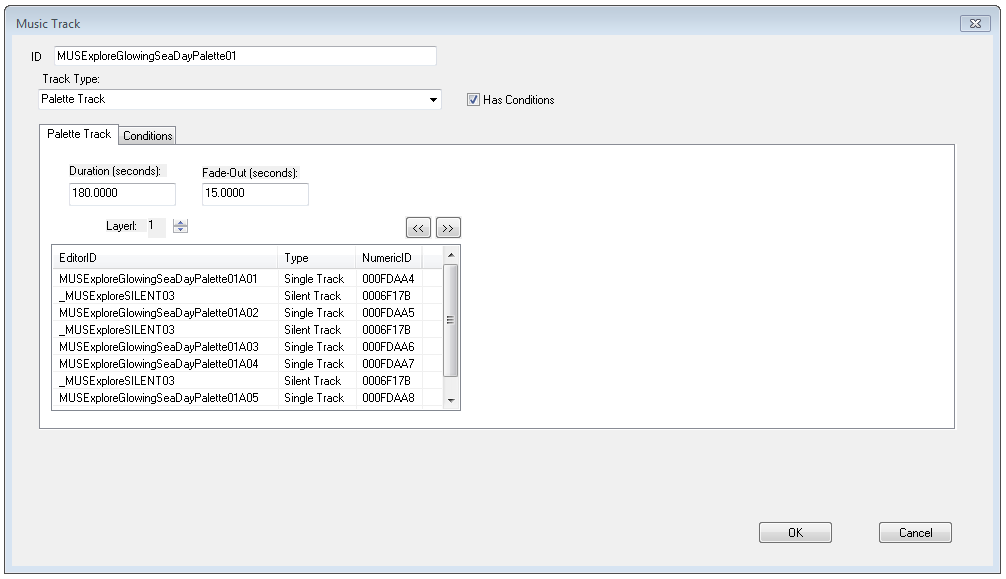 Music Track
ID MUSExploreGlowingSeaDayPalette01
Track Type:
Palette Track
Has Conditions
Palette Track Conditions
Duration (seconds): Fade-Out (seconds):
180.0000 15.0000
Layerl: 1
<< >>
EditorID Type NumericID
MUSExploreGlowingSeaDayPalette01A01 Single Track 000FDAA4
_MUSExploreSILENT03 Silent Track 0006F17B
MUSExploreGlowingSeaDayPalette01A02 Single Track 000FDAA5
_MUSExploreSILENT03 Silent Track 0006F17B
MUSExploreGlowingSeaDayPalette01A03 Single Track 000FDAA6
MUSExploreGlowingSeaDayPalette01A04 Single Track 000FDAA7
_MUSExploreSILENT03 Silent Track 0006F17B
MUSExploreGlowingSeaDayPalette01A05 Single Track 000FDAA8
OK Cancel